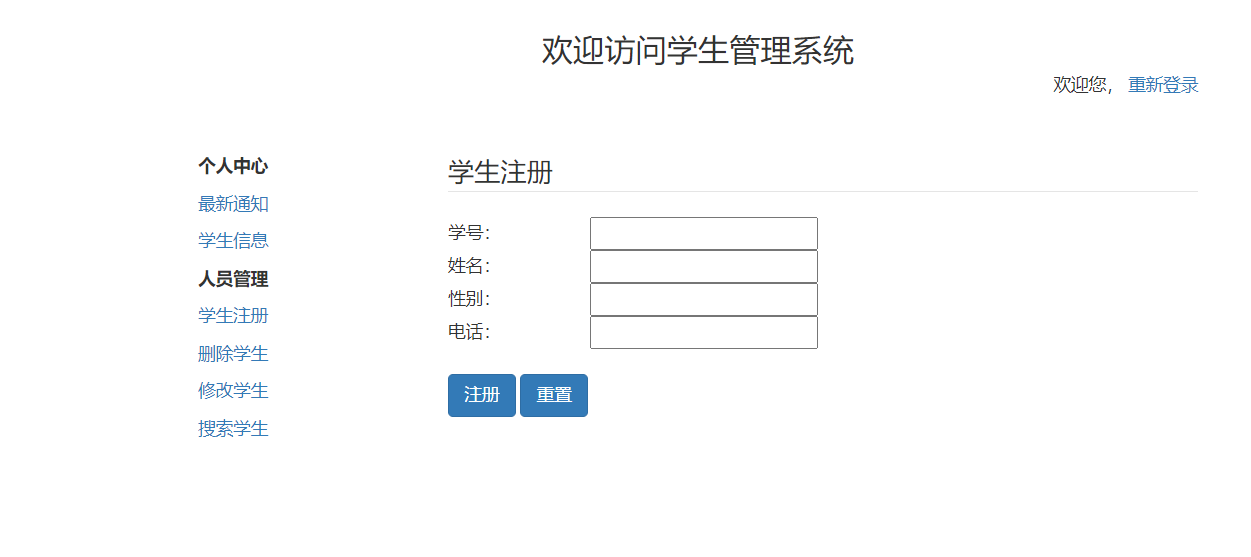 欢迎访问学生管理系统
欢迎您， 重新登录
个人中心
最新通知
学生信息
人员管理
学生注册
删除学生
修改学生
搜索学生
学生注册
学号：
姓名：
性别：
电话：
注册 重置